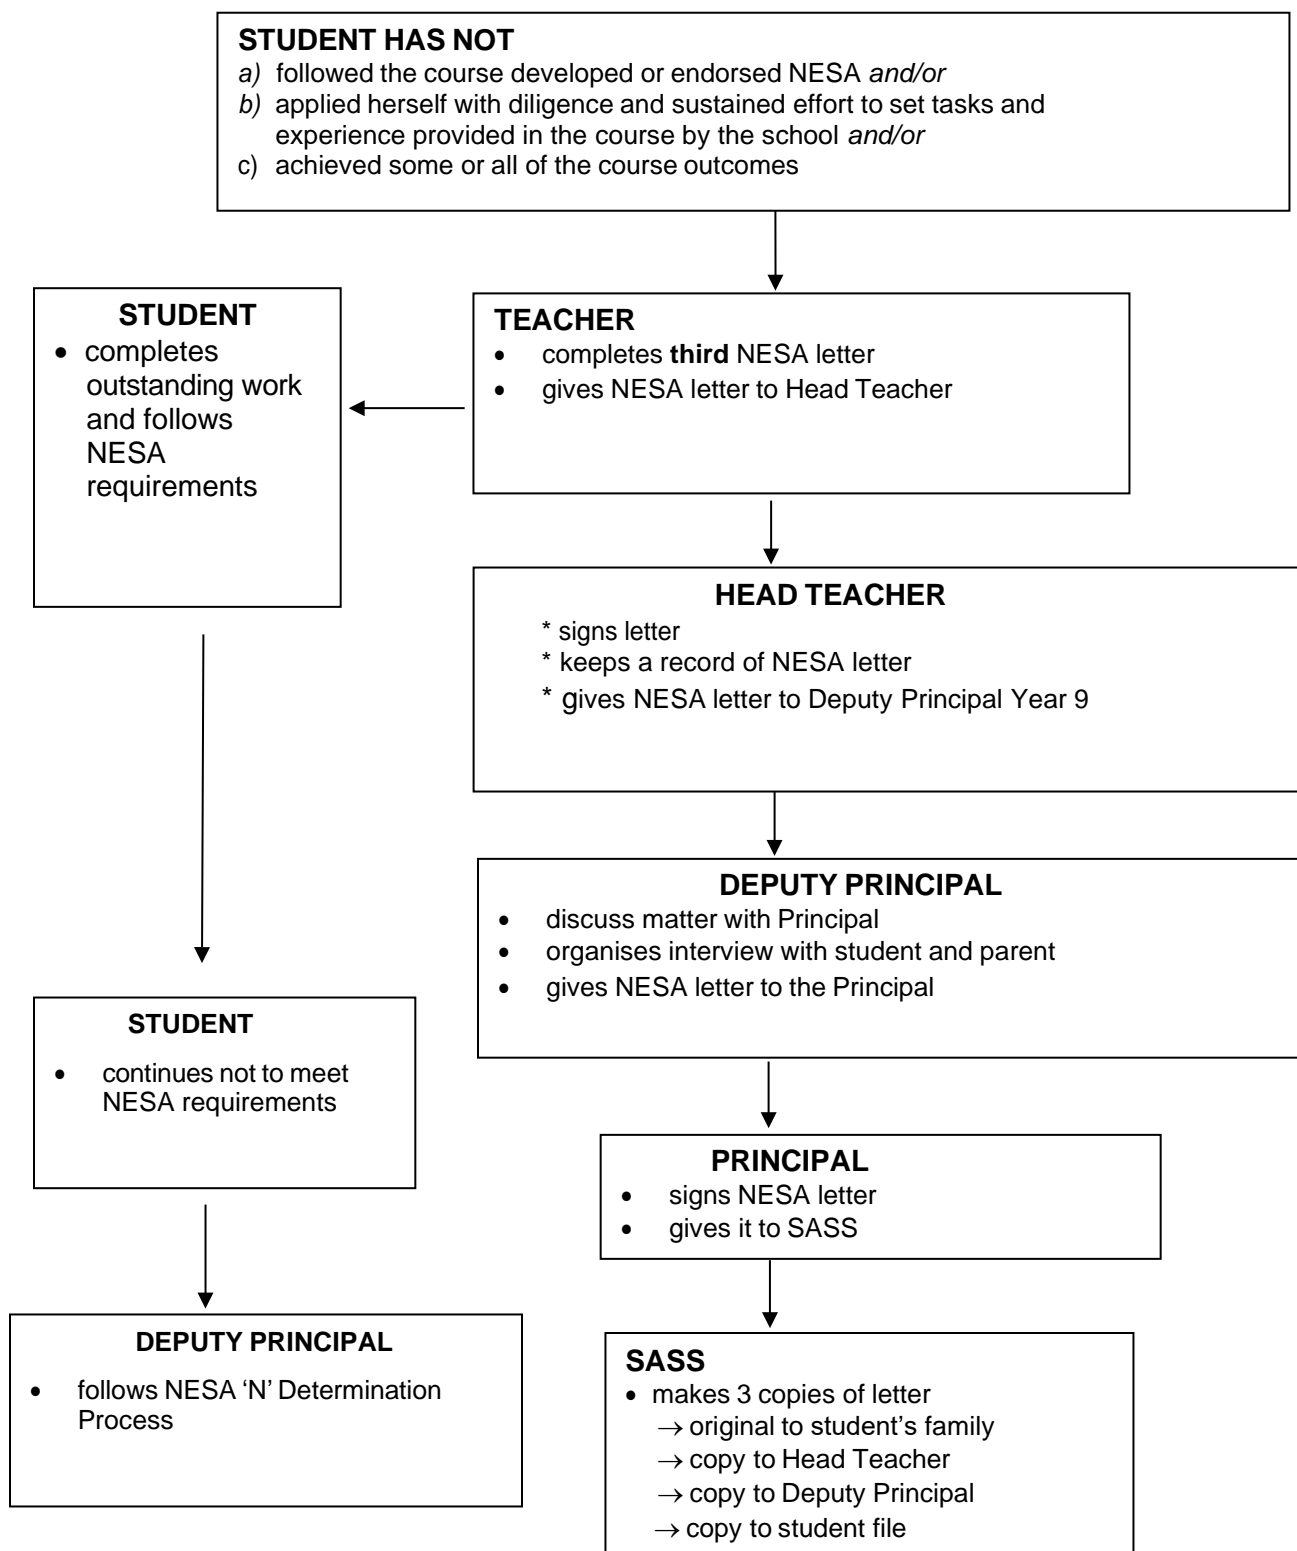 STUDENT HAS NOT
a) followed the course developed or endorsed NESA and/or
b) applied herself with diligence and sustained effort to set tasks and
experience provided in the course by the school and/or
c) achieved some or all of the course outcomes
STUDENT
• completes
outstanding work
and follows
NESA
requirements
TEACHER
• completes third NESA letter
• gives NESA letter to Head Teacher
HEAD TEACHER
* signs letter
* keeps a record of NESA letter
* gives NESA letter to Deputy Principal Year 9
DEPUTY PRINCIPAL
• discuss matter with Principal
• organises interview with student and parent
• gives NESA letter to the Principal
STUDENT
• continues not to meet
NESA requirements
PRINCIPAL
• signs NESA letter
• gives it to SASS
DEPUTY PRINCIPAL
• follows NESA ‘N’ Determination
Process
SASS
• makes 3 copies of letter
→ original to student’s family
→ copy to Head Teacher
→ copy to Deputy Principal
→ copy to student file